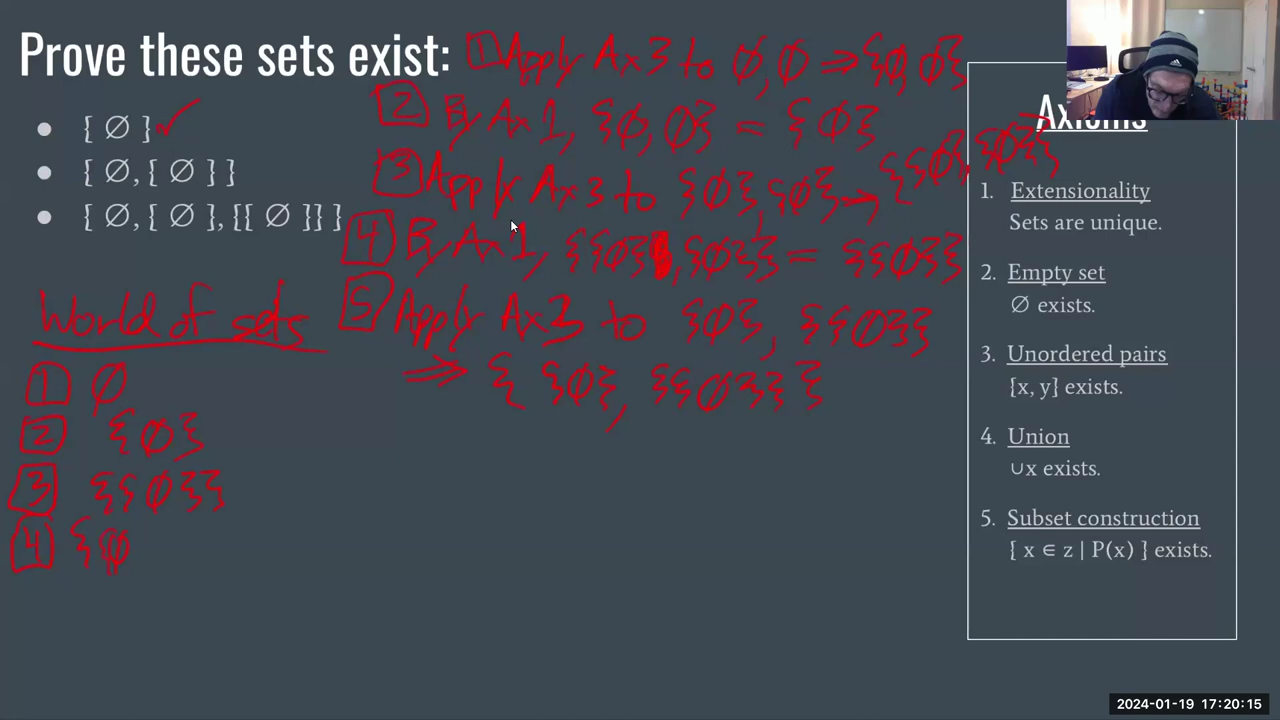 Prove these sets exist:
● { ∅ } ✓
● { ∅, { ∅ } }
● { ∅, { ∅ }, {{ ∅ }} }
1 Apply Ax 3 to ∅, ∅ ⇒ {∅, ∅}
2 By Ax 1, {∅, ∅} = {∅}
3 Apply Ax 3 to {∅}, {∅} → {{∅}, {∅}}
4 By Ax 1, {{∅}, {∅}} = {{∅}}
5 Apply Ax 3 to {∅}, {{∅}}
⇒ { {∅}, {{∅}} }
World of sets
1 ∅
2 {∅}
3 {{∅}}
4 {∅
Axioms
1. Extensionality
Sets are unique.
2. Empty set
∅ exists.
3. Unordered pairs
{x, y} exists.
4. Union
∪x exists.
5. Subset construction
{ x ∈ z | P(x) } exists.
2024-01-19 17:20:15